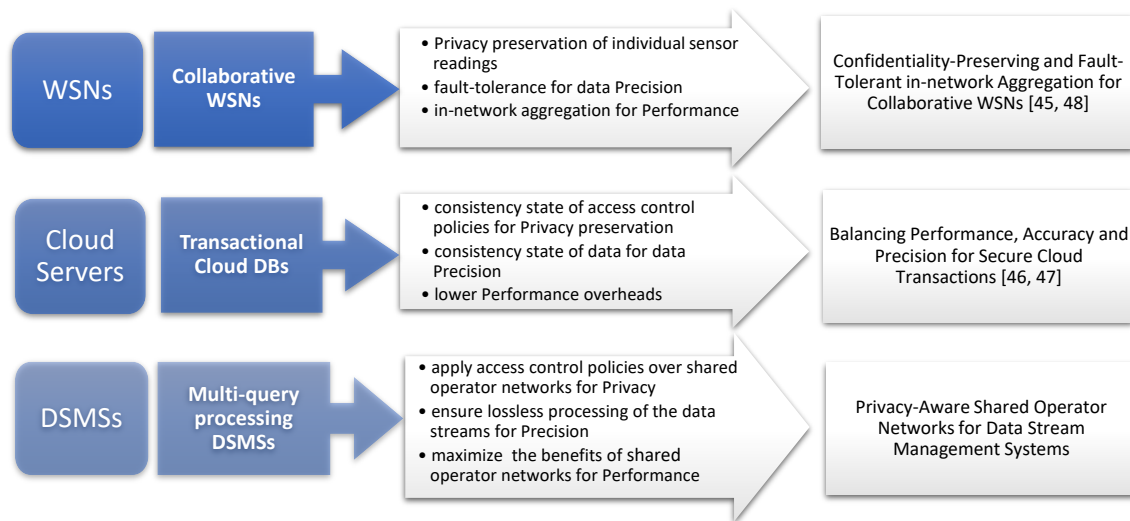 WSNs
Collaborative
WSNs
• Privacy preservation of individual sensor
readings
• fault-tolerance for data Precision
• in-network aggregation for Performance
Confidentiality-Preserving and Fault-
Tolerant in-network Aggregation for
Collaborative WSNs [45, 48]
Cloud
Servers
Transactional
Cloud DBs
• consistency state of access control
policies for Privacy preservation
• consistency state of data for data
Precision
• lower Performance overheads
Balancing Performance, Accuracy and
Precision for Secure Cloud
Transactions [46, 47]
DSMSs
Multi-query
processing
DSMSs
• apply access control policies over shared
operator networks for Privacy
• ensure lossless processing of the data
streams for Precision
• maximize the benefits of shared
operator networks for Performance
Privacy-Aware Shared Operator
Networks for Data Stream
Management Systems